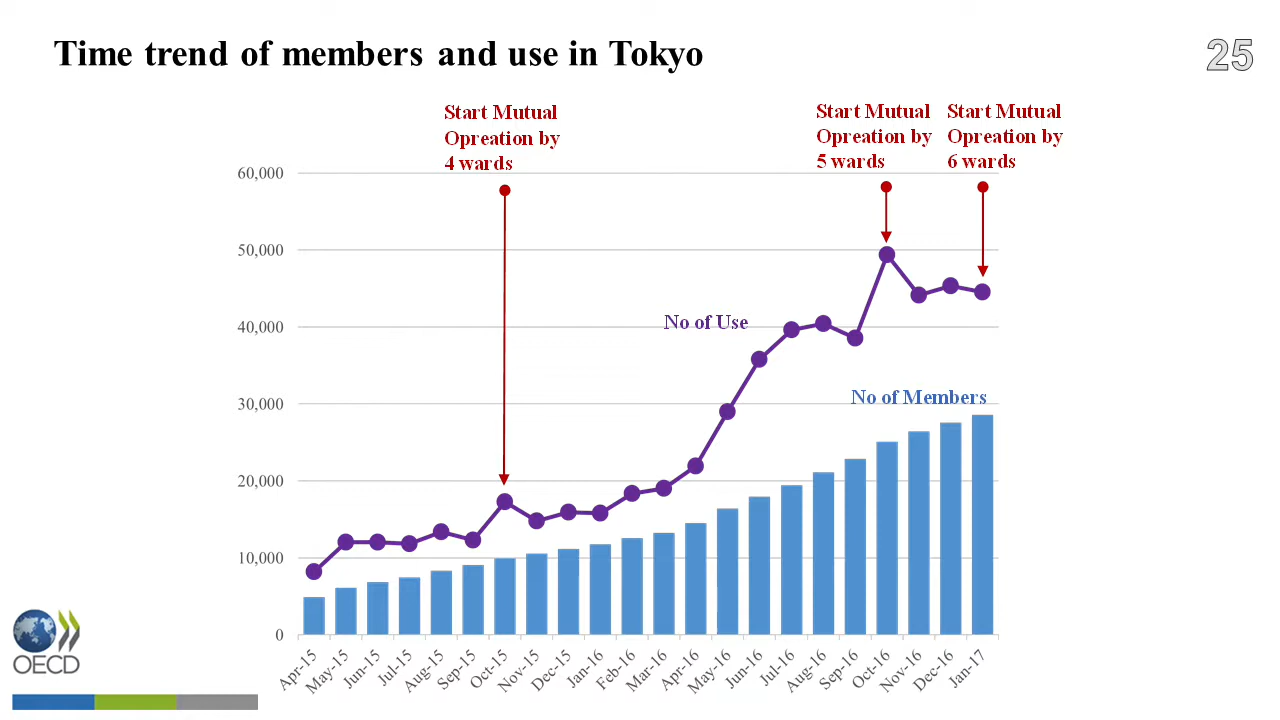 Time trend of members and use in Tokyo
25
Start Mutual
Opreation by
4 wards
Start Mutual
Opreation by
5 wards
Start Mutual
Opreation by
6 wards
60,000
50,000
40,000
30,000
20,000
10,000
0
No of Use
No of Members
Apr-15
May-15
Jun-15
Jul-15
Aug-15
Sep-15
Oct-15
Nov-15
Dec-15
Jan-16
Feb-16
Mar-16
Apr-16
May-16
Jun-16
Jul-16
Aug-16
Sep-16
Oct-16
Nov-16
Dec-16
Jan-17
OECD